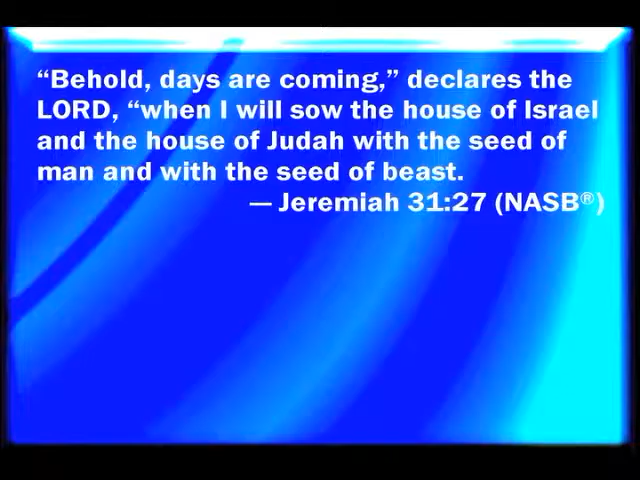 “Behold, days are coming,” declares the
LORD, “when I will sow the house of Israel
and the house of Judah with the seed of
man and with the seed of beast.
— Jeremiah 31:27 (NASB®)